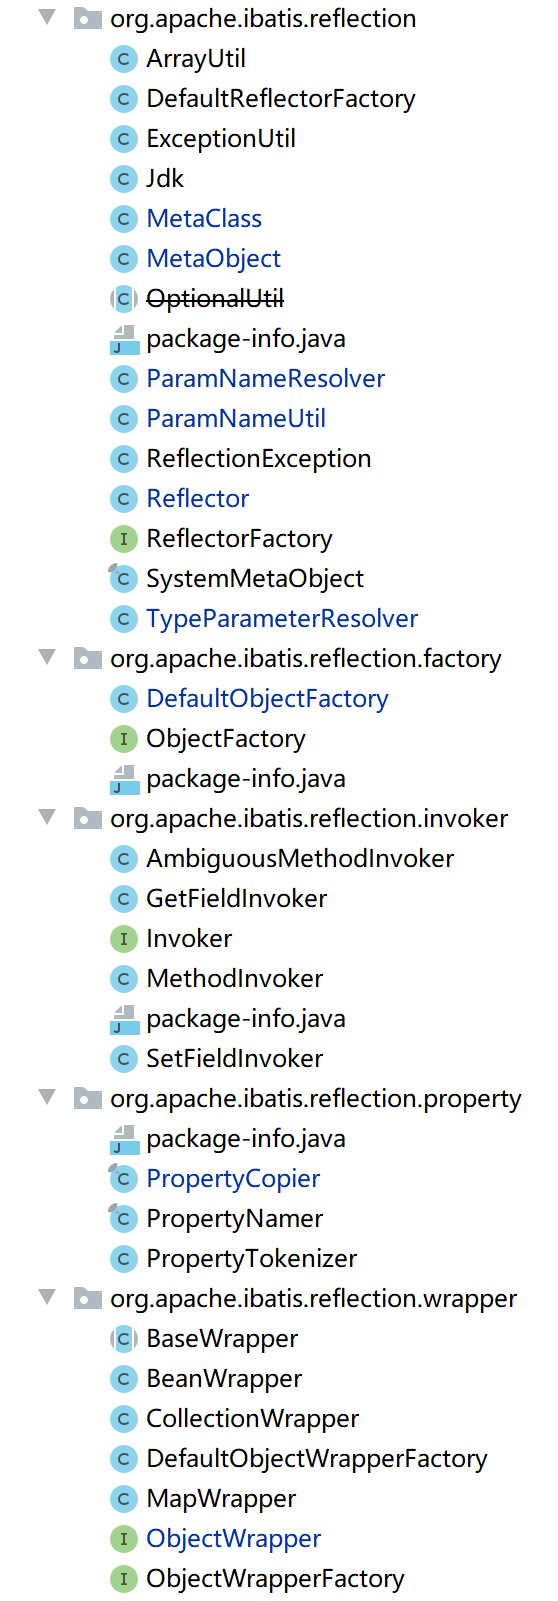 org.apache.ibatis.reflection
ArrayUtil
DefaultReflectorFactory
ExceptionUtil
Jdk
MetaClass
MetaObject
OptionalUtil
package-info.java
ParamNameResolver
ParamNameUtil
ReflectionException
Reflector
ReflectorFactory
SystemMetaObject
TypeParameterResolver
org.apache.ibatis.reflection.factory
DefaultObjectFactory
ObjectFactory
package-info.java
org.apache.ibatis.reflection.invoker
AmbiguousMethodInvoker
GetFieldInvoker
Invoker
MethodInvoker
package-info.java
SetFieldInvoker
org.apache.ibatis.reflection.property
package-info.java
PropertyCopier
PropertyNamer
PropertyTokenizer
org.apache.ibatis.reflection.wrapper
BaseWrapper
BeanWrapper
CollectionWrapper
DefaultObjectWrapperFactory
MapWrapper
ObjectWrapper
ObjectWrapperFactory